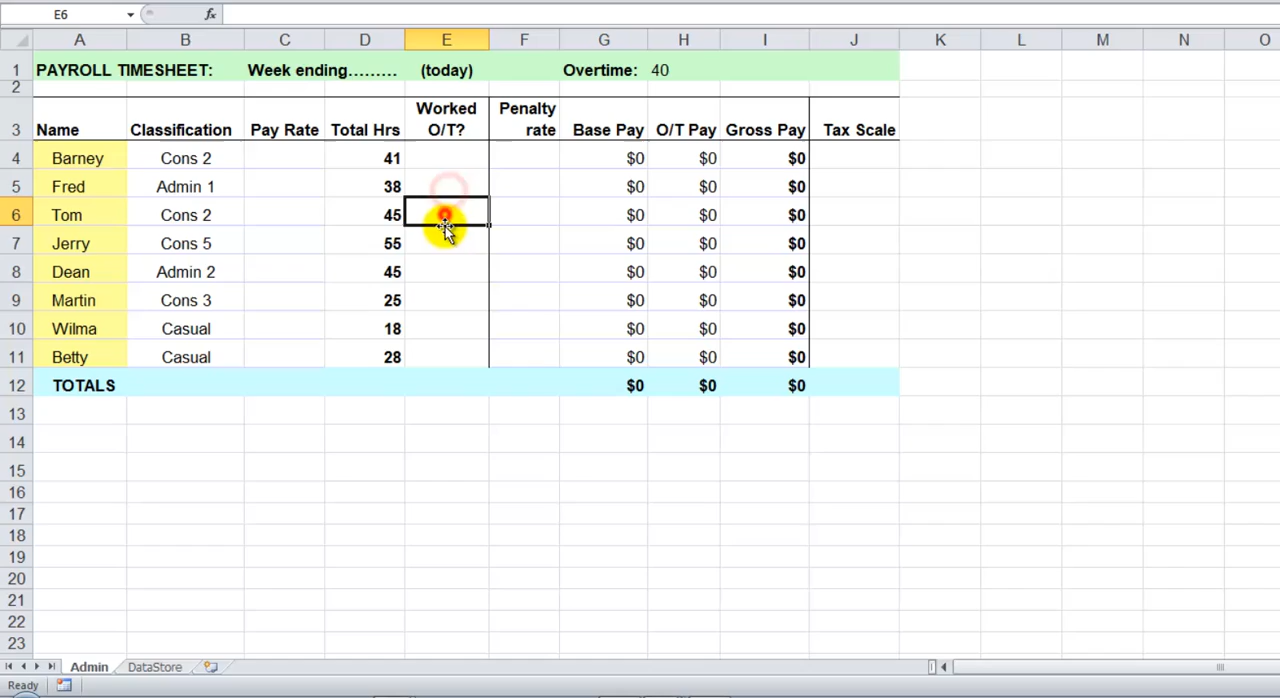 E6 fx
A B C D E F G H I J K L M N O
1 PAYROLL TIMESHEET: Week ending……… (today) Overtime: 40
2
Worked Penalty
3 Name Classification Pay Rate Total Hrs O/T? rate Base Pay O/T Pay Gross Pay Tax Scale
4 Barney Cons 2 41 $0 $0 $0
5 Fred Admin 1 38 $0 $0 $0
6 Tom Cons 2 45 $0 $0 $0
7 Jerry Cons 5 55 $0 $0 $0
8 Dean Admin 2 45 $0 $0 $0
9 Martin Cons 3 25 $0 $0 $0
10 Wilma Casual 18 $0 $0 $0
11 Betty Casual 28 $0 $0 $0
12 TOTALS $0 $0 $0
13
14
15
16
17
18
19
20
21
22
23
Admin DataStore
Ready